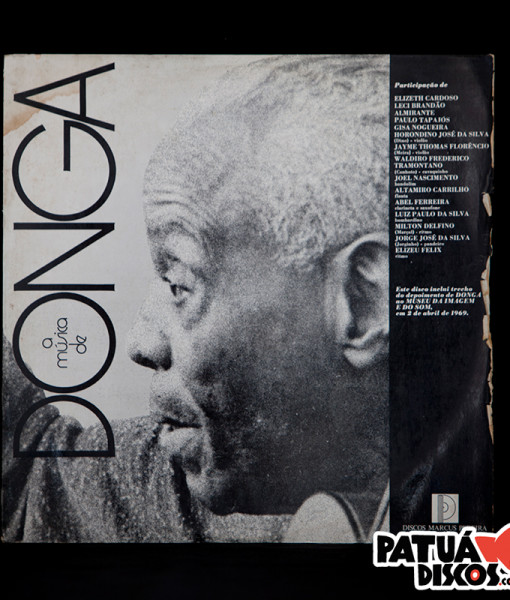 a
música
de
DONGA
Participação de
ELIZETH CARDOSO
LECI BRANDÃO
ALMIRANTE
PAULO TAPAJÓS
GISA NOGUEIRA
HORONDINO JOSÉ DA SILVA
(Dino) - violão
JAYME THOMAS FLORÊNCIO
(Meira) - violão
WALDIRO FREDERICO
TRAMONTANO
(Canhoto) - cavaquinho
JOEL NASCIMENTO
bandolim
ALTAMIRO CARRILHO
flauta
ABEL FERREIRA
clarineta e saxofone
LUIZ PAULO DA SILVA
bombardino
MILTON DELFINO
(Marçal) - ritmo
JORGE JOSÉ DA SILVA
(Jorginho) - pandeiro
ELIZEU FELIX
ritmo
Este disco inclui trecho
do depoimento de DONGA
ao MUSEU DA IMAGEM
E DO SOM,
em 2 de abril de 1969.
DISCOS MARCUS
PATUÁ
DISCOS